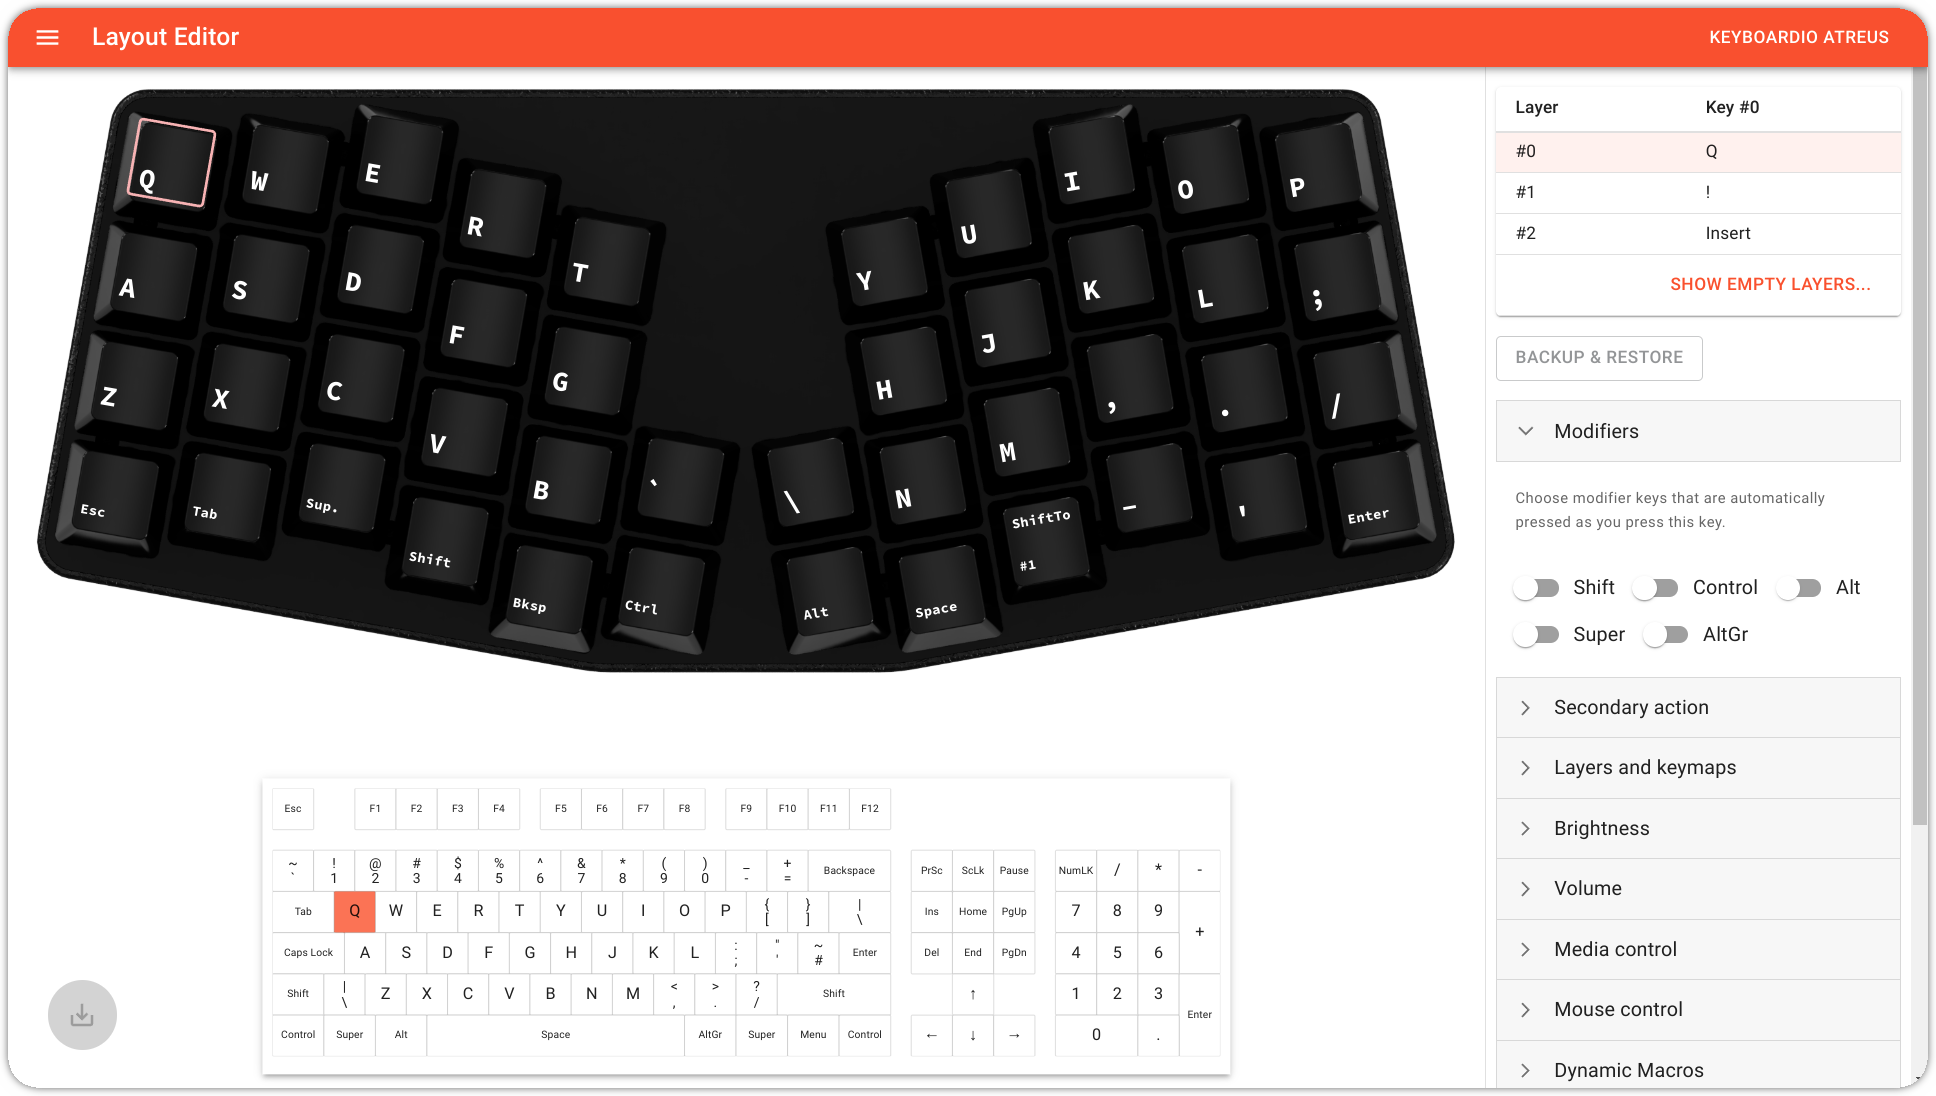 Layout Editor
KEYBOARDIO ATREUS
Q W E R T Y U I O P
A S D F G H J K L ;
Z X C V B ` \ N M , . /
Esc Tab Sup. Shift Bksp Ctrl Alt Space ShiftTo #1 _ ' Enter
Layer Key #0
#0 Q
#1 !
#2 Insert
SHOW EMPTY LAYERS...
BACKUP & RESTORE
Modifiers
Choose modifier keys that are automatically
pressed as you press this key.
Shift Control Alt
Super AltGr
Secondary action
Layers and keymaps
Brightness
Volume
Media control
Mouse control
Dynamic Macros
Esc F1 F2 F3 F4 F5 F6 F7 F8 F9 F10 F11 F12
~ ! @ # $ % ^ & * ( ) _ +
` 1 2 3 4 5 6 7 8 9 0 - = Backspace PrSc ScLk Pause NumLK / * -
Tab Q W E R T Y U I O P { [ } ] | \ Ins Home PgUp 7 8 9 +
Caps Lock A S D F G H J K L : ; " ' ~ # Enter Del End PgDn 4 5 6
Shift | \ Z X C V B N M < , > . ? / Shift ↑ 1 2 3 Enter
Control Super Alt Space AltGr Super Menu Control ← ↓ → 0 .